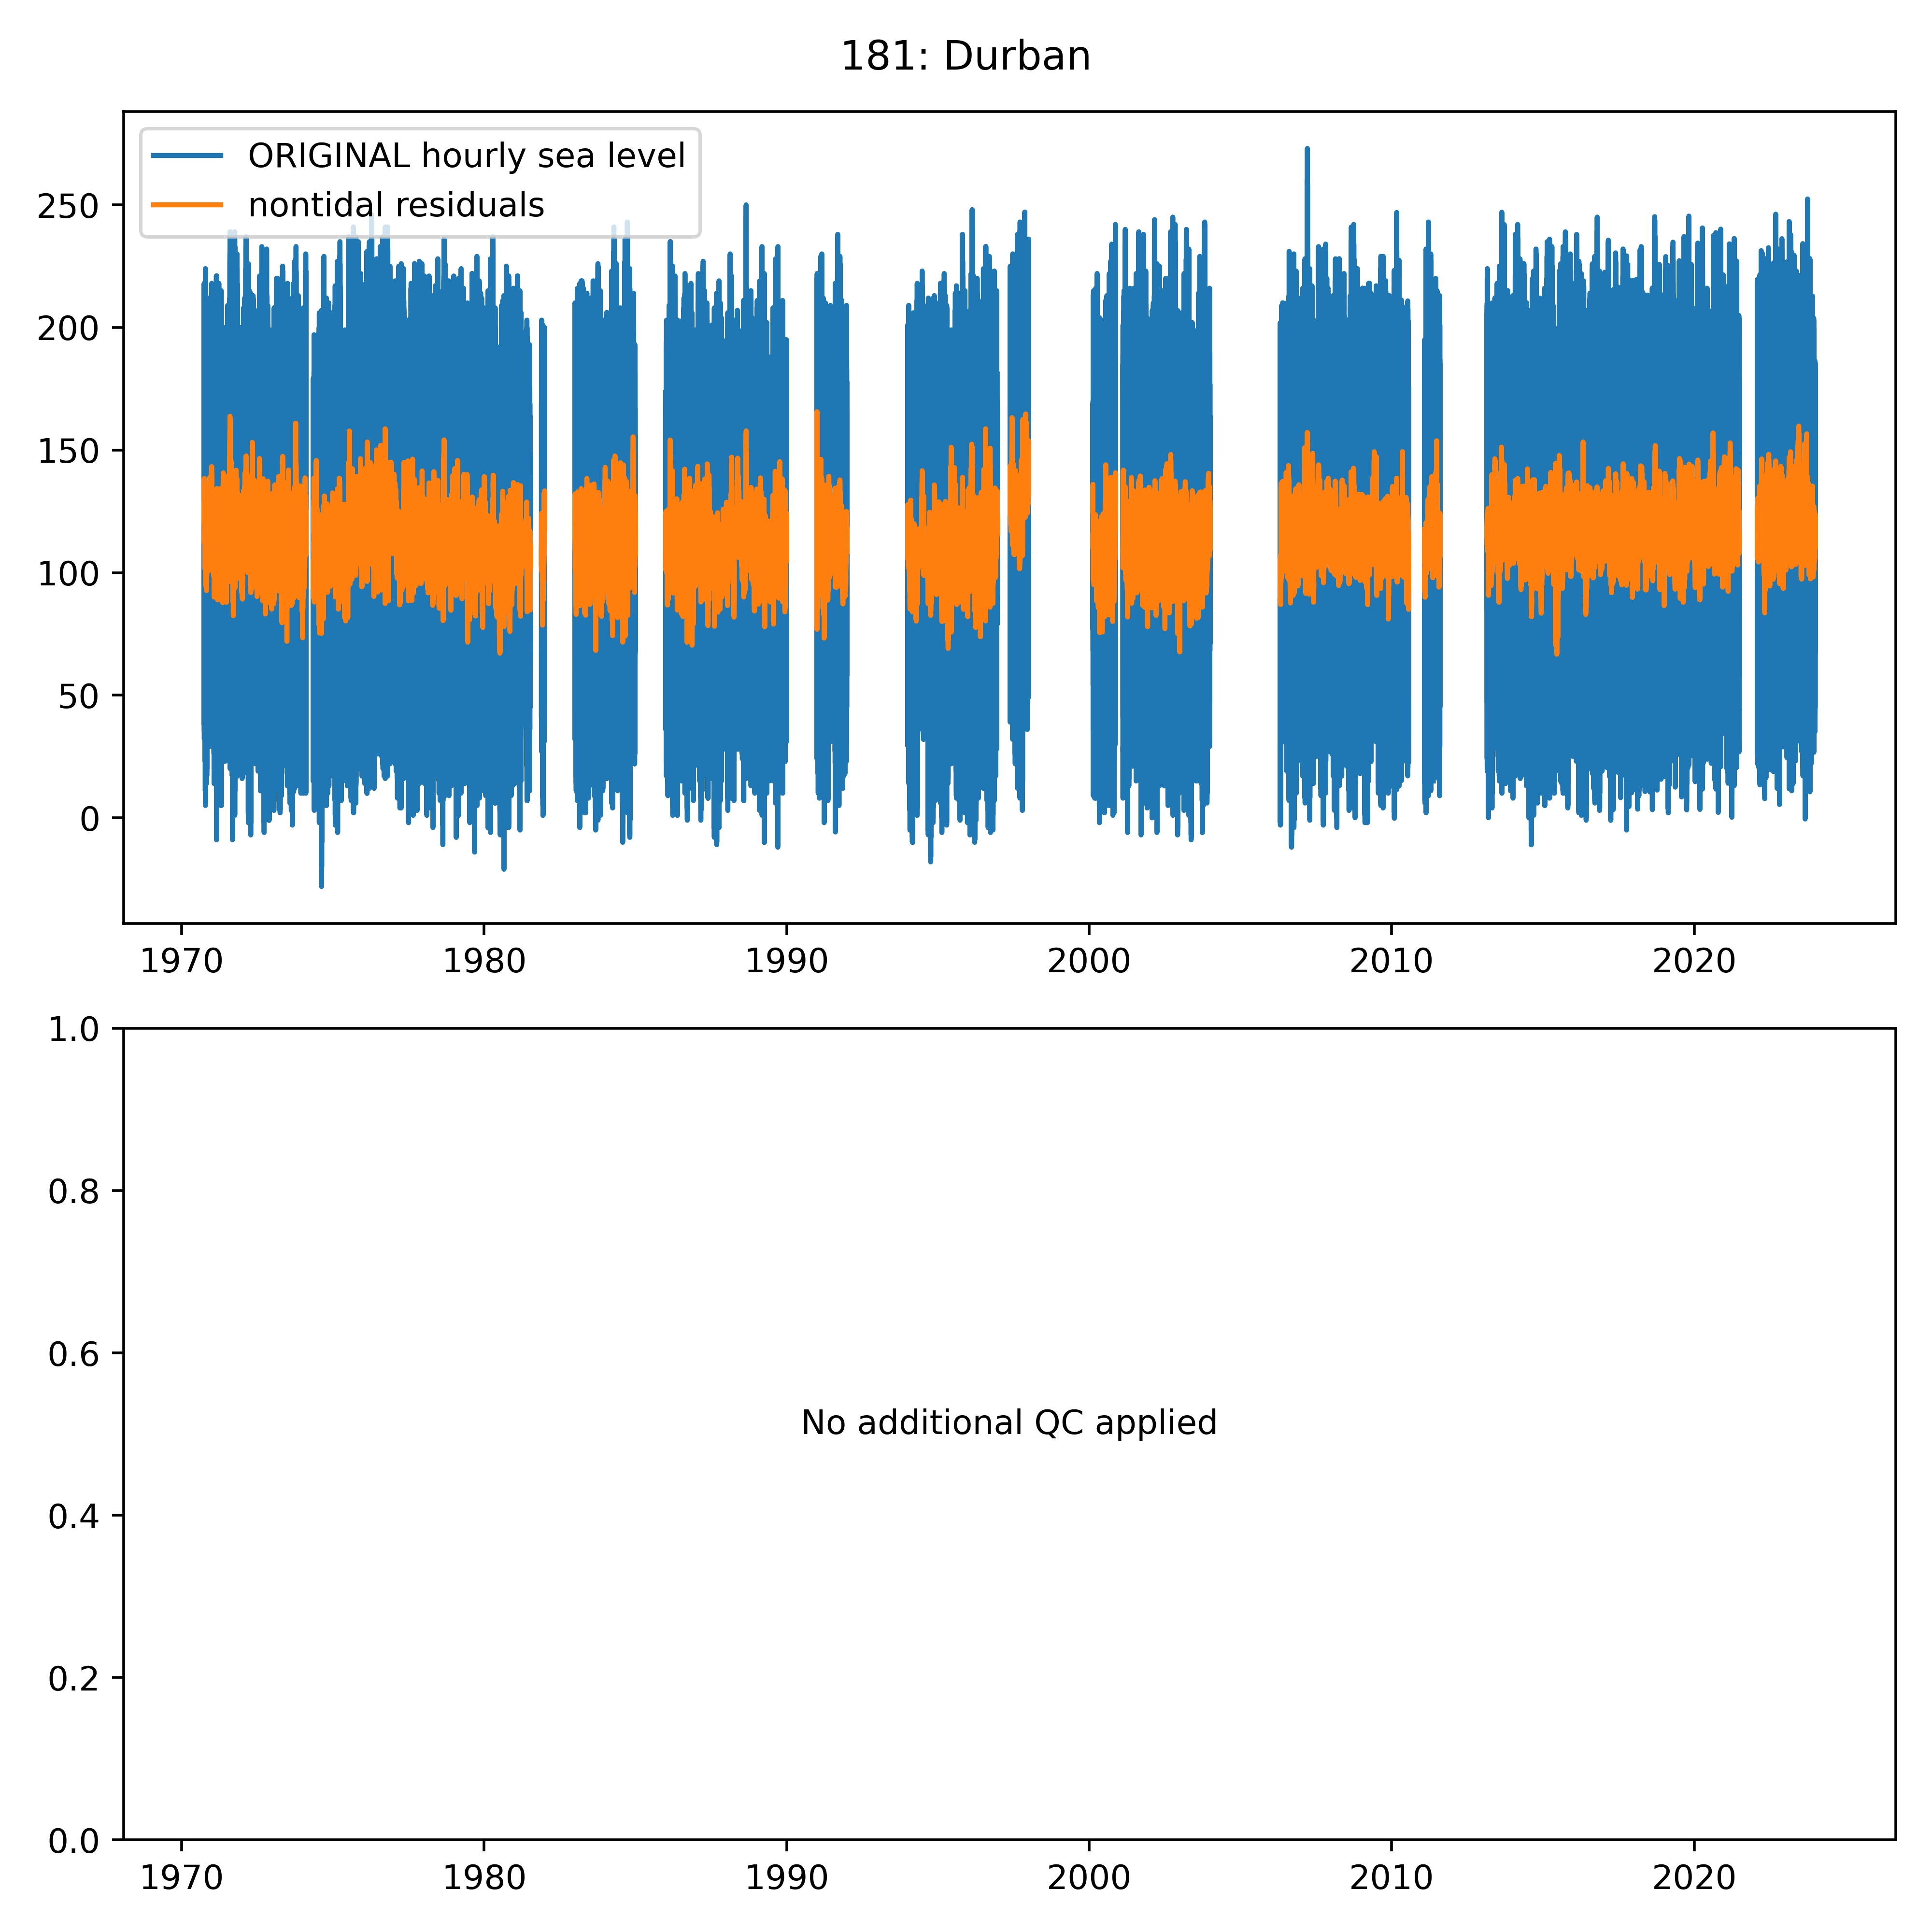 181: Durban
ORIGINAL hourly sea level
nontidal residuals
250
200
150
100
50
0
1970 1980 1990 2000 2010 2020
1.0
0.8
0.6
No additional QC applied
0.4
0.2
0.0
1970 1980 1990 2000 2010 2020